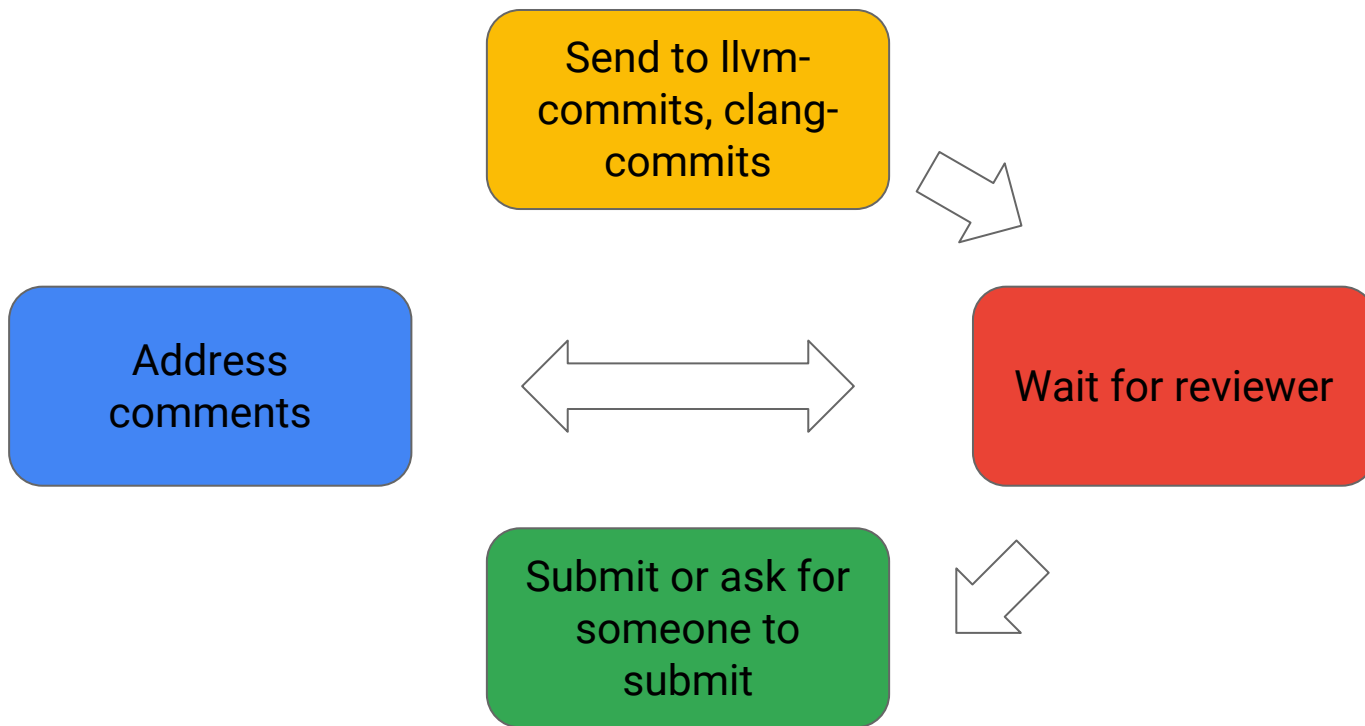 Send to llvm-
commits, clang-
commits
Address
comments
Wait for reviewer
Submit or ask for
someone to
submit